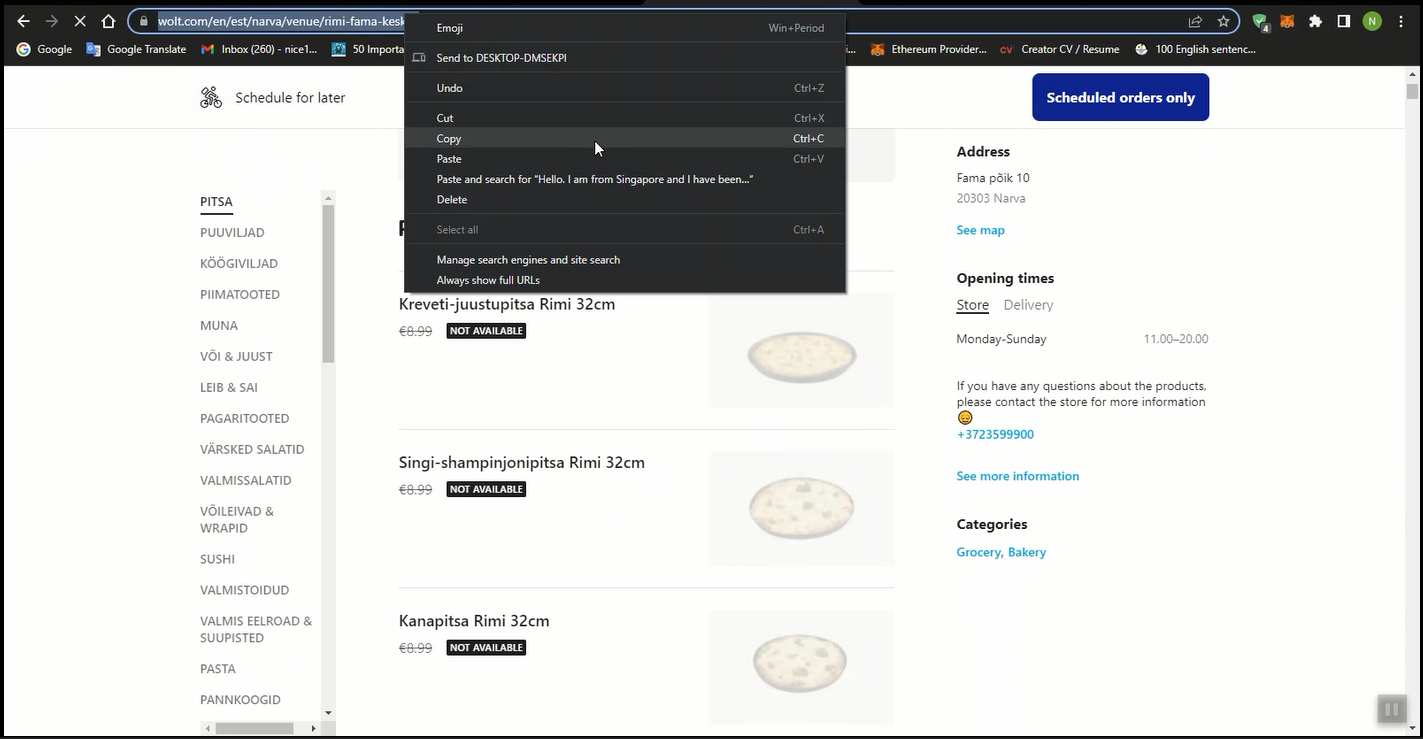 wolt.com/en/est/narva/venue/rimi-fama-kesk
Google
Google Translate
Inbox (260) - nice1...
50 Importa
Ethereum Provider...
CV Creator CV / Resume
100 English sentenc...
4
N
Emoji Win+Period
Send to DESKTOP-DMSEKPI
Undo Ctrl+Z
Cut Ctrl+X
Copy Ctrl+C
Paste Ctrl+V
Paste and search for “Hello. I am from Singapore and I have been...”
Delete
Select all Ctrl+A
Manage search engines and site search
Always show full URLs
Schedule for later
Scheduled orders only
PITSA
PUUVILJAD
KÖÖGIVILJAD
PIIMATOOTED
MUNA
VÕI & JUUST
LEIB & SAI
PAGARITOOTED
VÄRSKED SALATID
VALMISSALATID
VÕILEIVAD &
WRAPID
SUSHI
VALMISTOIDUD
VALMIS EELROAD &
SUUPISTED
PASTA
PANNKOOGID
Kreveti-juustupitsa Rimi 32cm
€8.99 NOT AVAILABLE
Singi-shampinjonipitsa Rimi 32cm
€8.99 NOT AVAILABLE
Kanapitsa Rimi 32cm
€8.99 NOT AVAILABLE
Address
Fama põik 10
20303 Narva
See map
Opening times
Store Delivery
Monday-Sunday 11.00–20.00
If you have any questions about the products,
please contact the store for more information
+3723599900
See more information
Categories
Grocery, Bakery